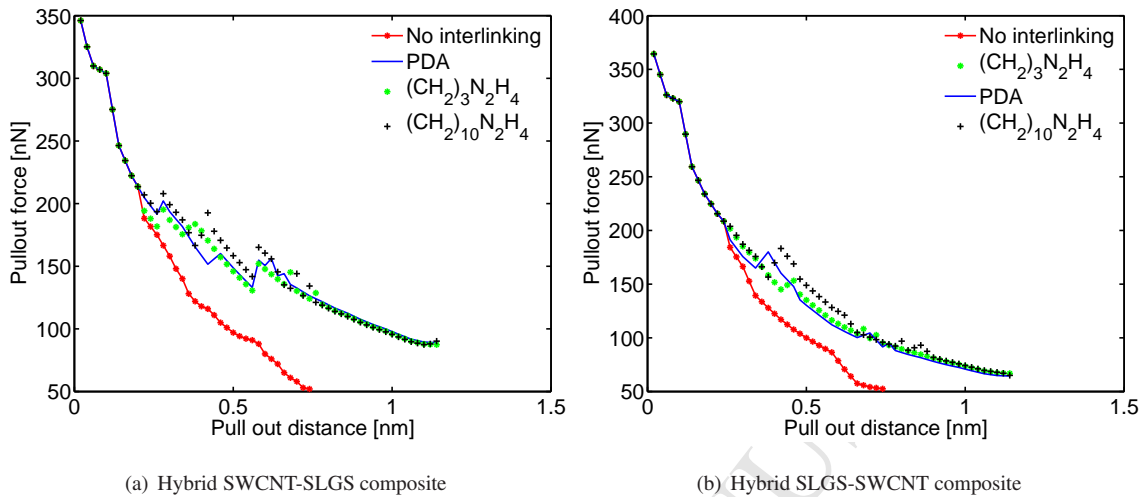 350
300
250
200
150
100
50
0
0.5
1
1.5
Pullout force [nN]
Pull out distance [nm]
No interlinking
PDA
(CH2)3N2H4
(CH2)10N2H4
(a) Hybrid SWCNT-SLGS composite
400
350
300
250
200
150
100
50
0
0.5
1
1.5
Pullout force [nN]
Pull out distance [nm]
No interlinking
(CH2)3N2H4
PDA
(CH2)10N2H4
(b) Hybrid SLGS-SWCNT composite